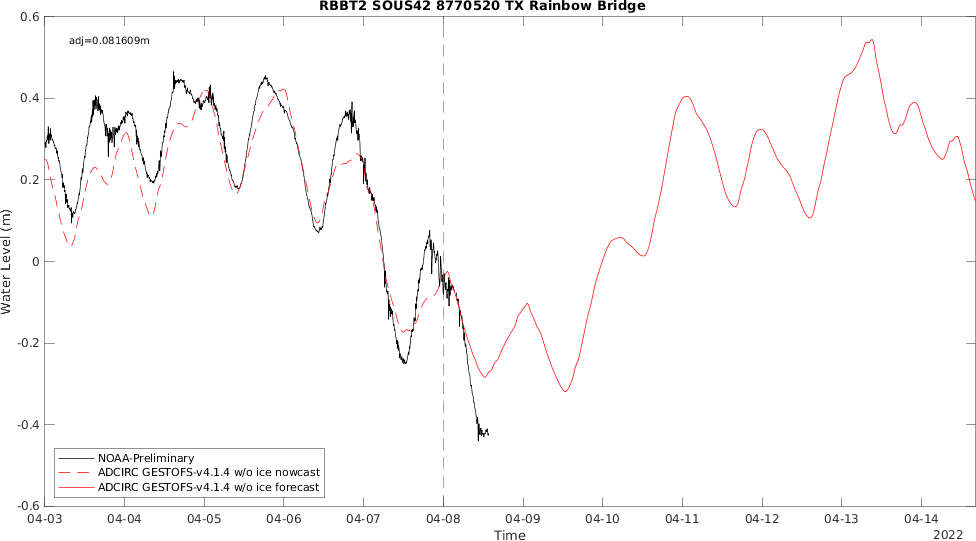 RBBT2 SOUS42 8770520 TX Rainbow Bridge
adj=0.081609m
0.6
0.4
0.2
0
-0.2
-0.4
-0.6
Water Level (m)
NOAA-Preliminary
ADCIRC GESTOFS-v4.1.4 w/o ice nowcast
ADCIRC GESTOFS-v4.1.4 w/o ice forecast
04-03 04-04 04-05 04-06 04-07 04-08 04-09 04-10 04-11 04-12 04-13 04-14
Time
2022